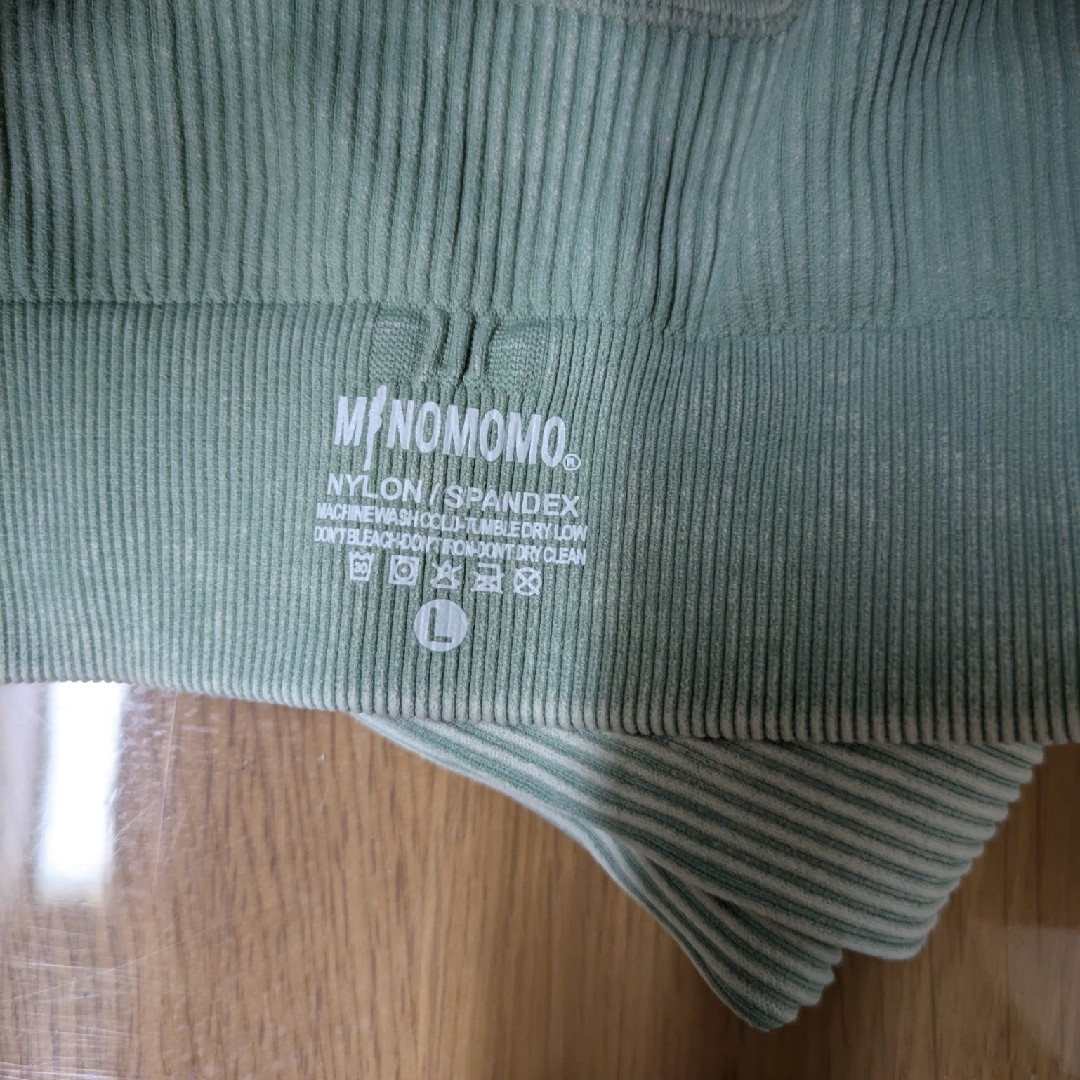 MINOMOMO®
NYLON / SPANDEX
MACHINE WASH COLD-TUMBLE DRY LOW
DON'T BLEACH-DON'T IRON-DON'T DRY CLEAN
30
L